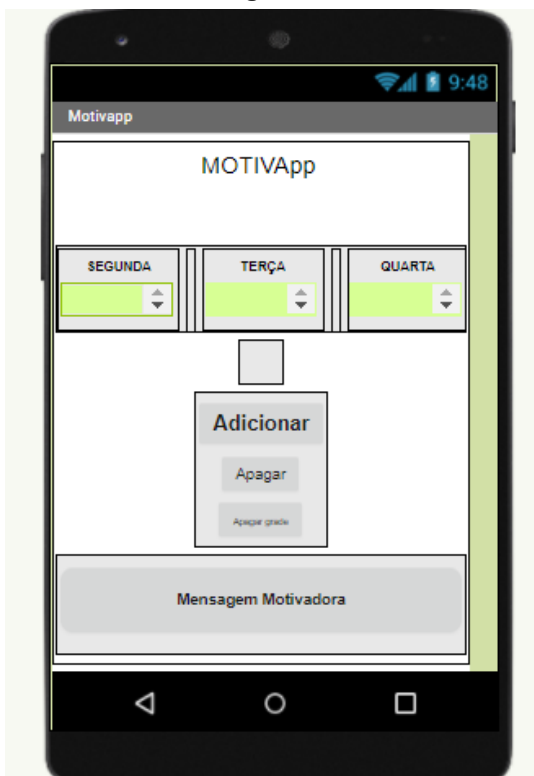 9:48
Motivapp
MOTIVApp
SEGUNDA TERÇA QUARTA
Adicionar
Apagar
Apagar grade
Mensagem Motivadora